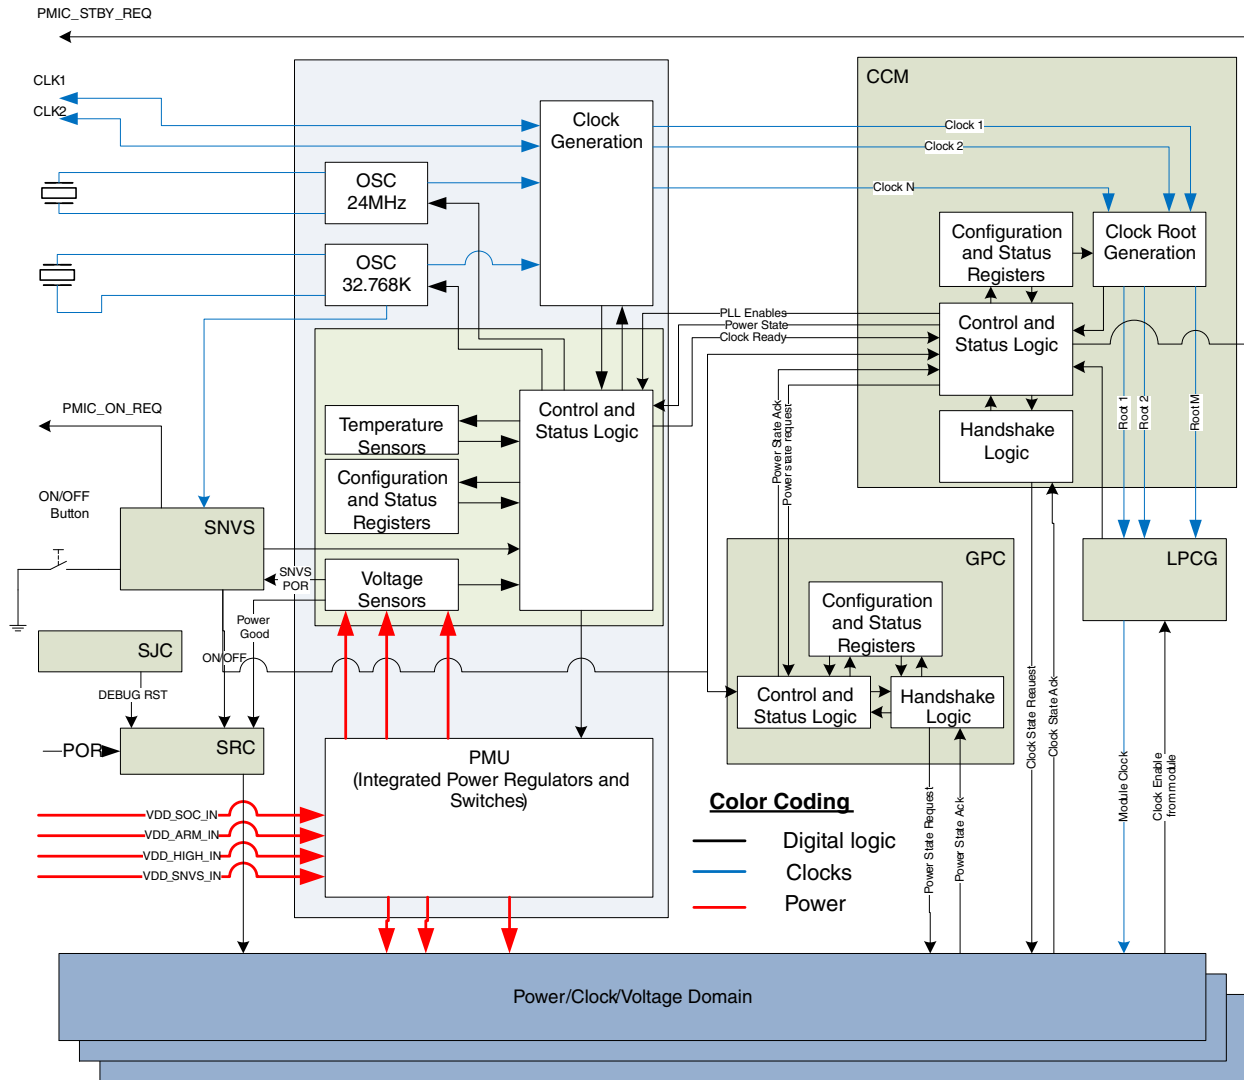 PMIC_STBY_REQ
CLK1
CLK2
CCM
Clock
Generation
Clock 1
Clock 2
Clock N
OSC
24MHz
OSC
32.768K
Configuration
and Status
Registers
Clock Root
Generation
PLL Enables
Power State
Clock Ready
Control and
Status Logic
Root 1
Root 2
Root M
PMIC_ON_REQ
Temperature
Sensors
Control and
Status Logic
Power State Ack
Power state request
Handshake
Logic
Configuration
and Status
Registers
ON/OFF
Button
SNVS
GPC
LPCG
SNVS
POR
Voltage
Sensors
Configuration
and Status
Registers
Power
Good
SJC
ON/OFF
DEBUG RST
Control and
Status Logic
Handshake
Logic
Clock State Request
Clock State Ack
POR
SRC
PMU
(Integrated Power Regulators and
Switches)
Module Clock
Clock Enable
from module
Color Coding
VDD_SOC_IN
VDD_ARM_IN
VDD_HIGH_IN
VDD_SNVS_IN
Digital logic
Clocks
Power
Power State Request
Power State Ack
Power/Clock/Voltage Domain